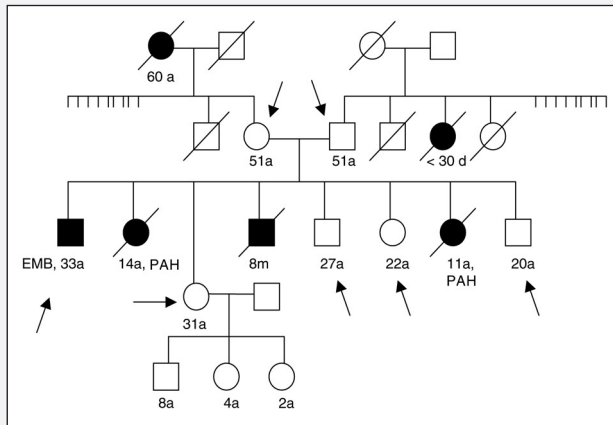 60 a
51a 51a < 30 d
EMB, 33a 14a, PAH 8m 27a 22a 11a, 20a
PAH
31a
8a 4a 2a